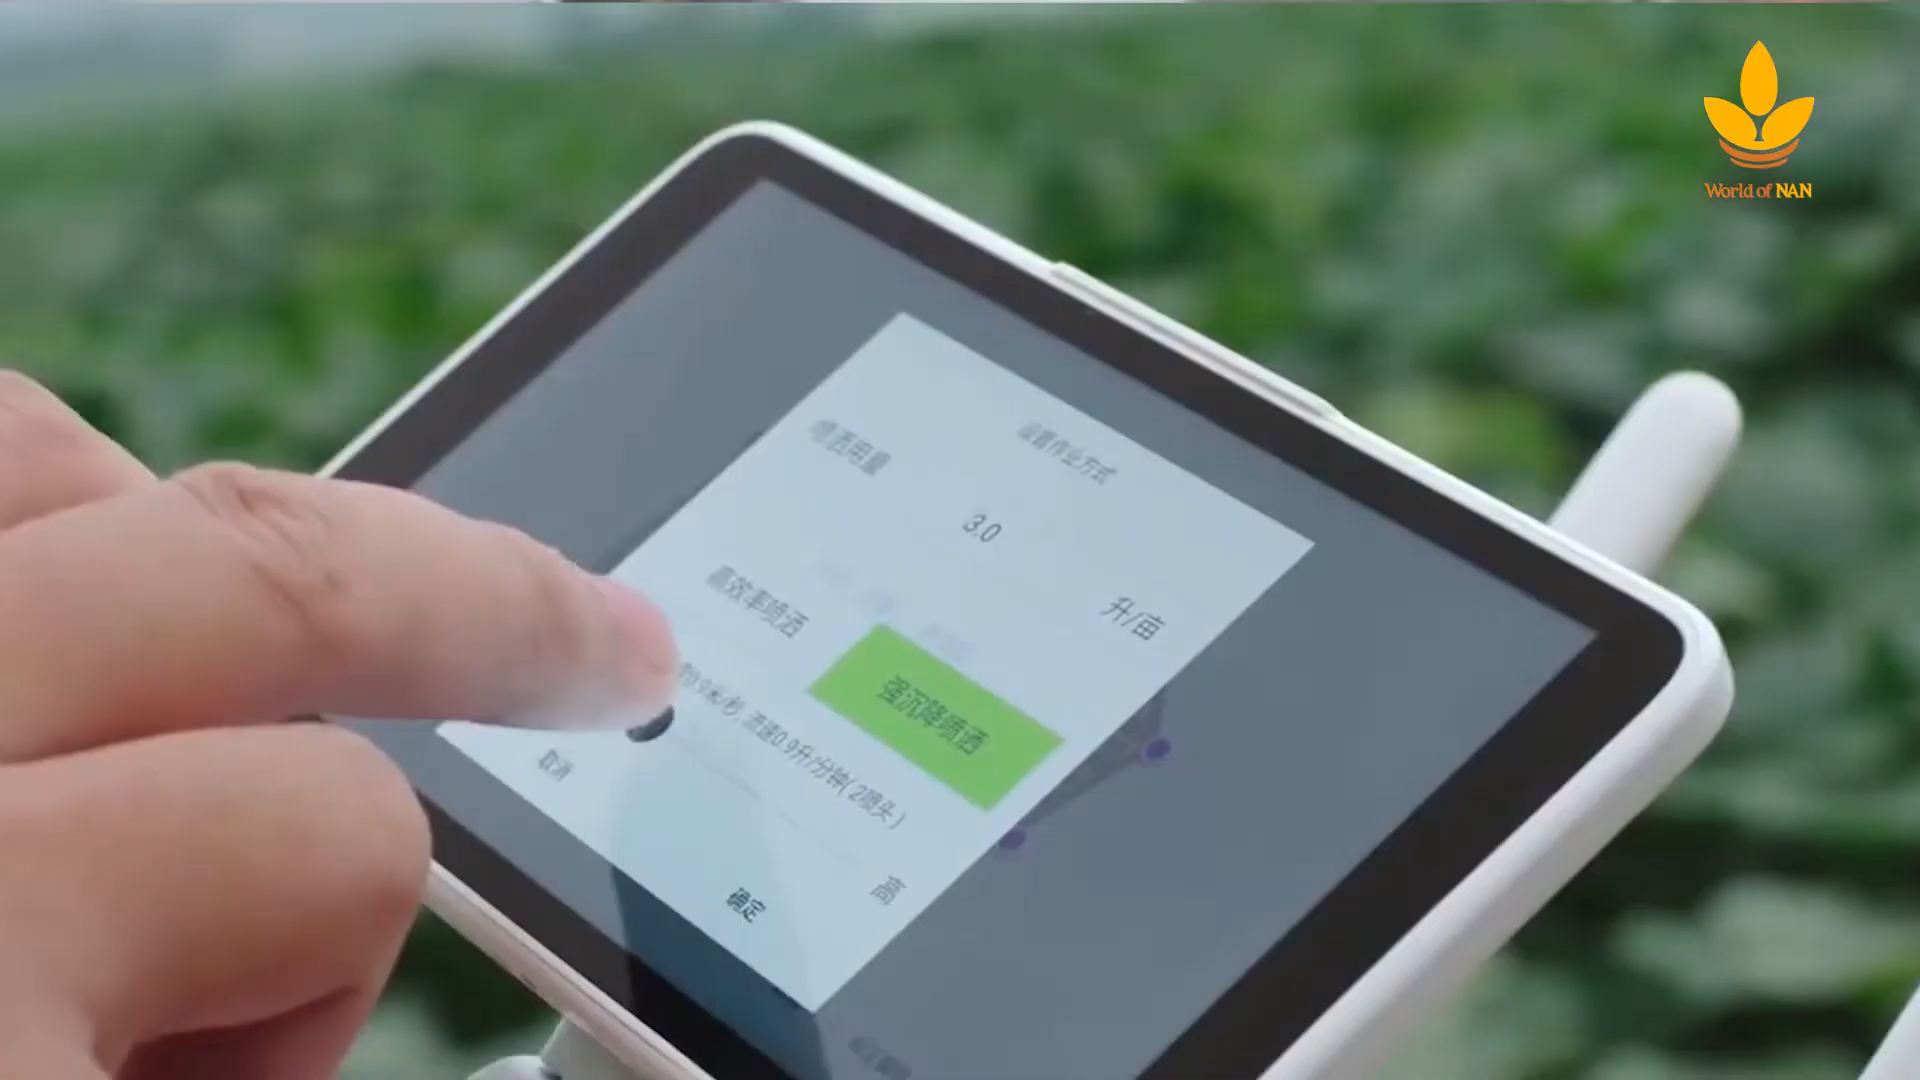 World of NAN
设置作业方式
喷洒用量
3.0
升/亩
高效率喷洒
强沉降喷洒
0.9米/秒, 流速0.9升/分钟(2喷头)
高
取消
确定